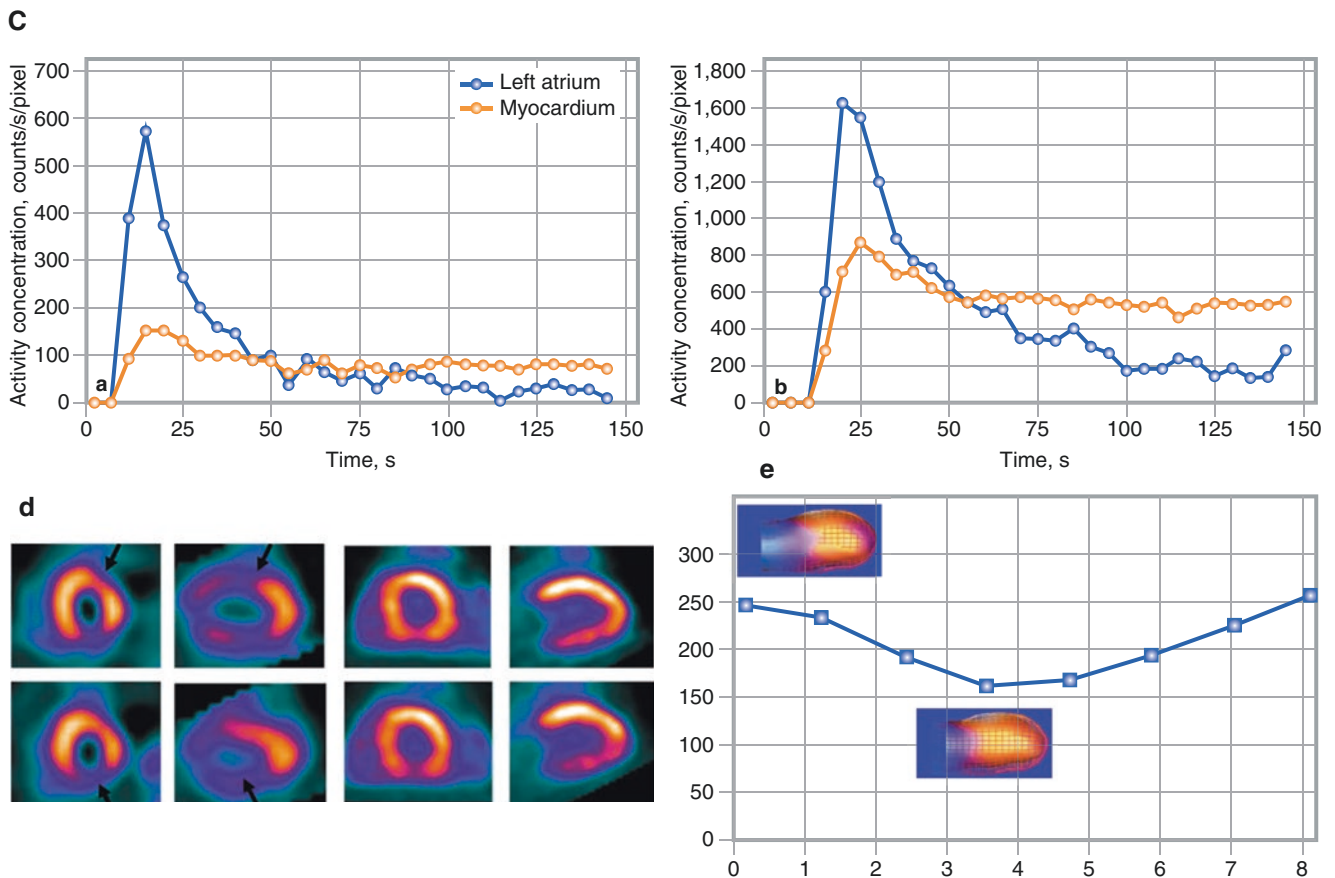 C
Activity concentration, counts/s/pixel
700
600
500
400
300
200
100
0
a
Left atrium
Myocardium
0 25 50 75 100 125 150
Time, s
Activity concentration, counts/s/pixel
1,800
1,600
1,400
1,200
1,000
800
600
400
200
0
b
0 25 50 75 100 125 150
Time, s
d
e
300
250
200
150
100
50
0
0 1 2 3 4 5 6 7 8